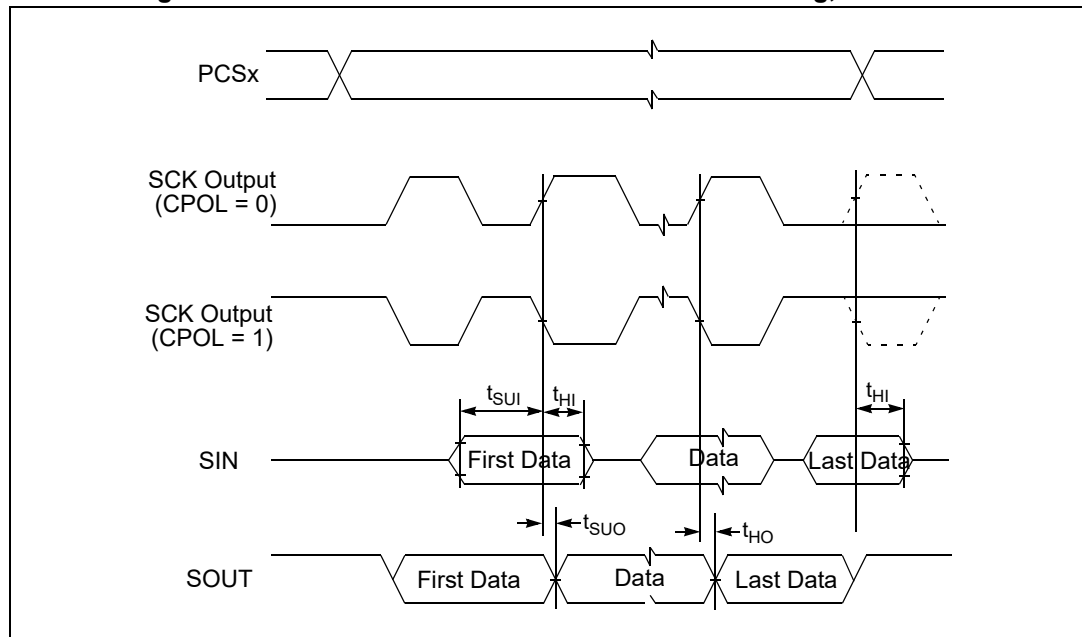 PCSx
SCK Output
(CPOL = 0)
SCK Output
(CPOL = 1)
tSUI
tHI
tHI
SIN
First Data
Data
Last Data
tSUO
tHO
SOUT
First Data
Data
Last Data